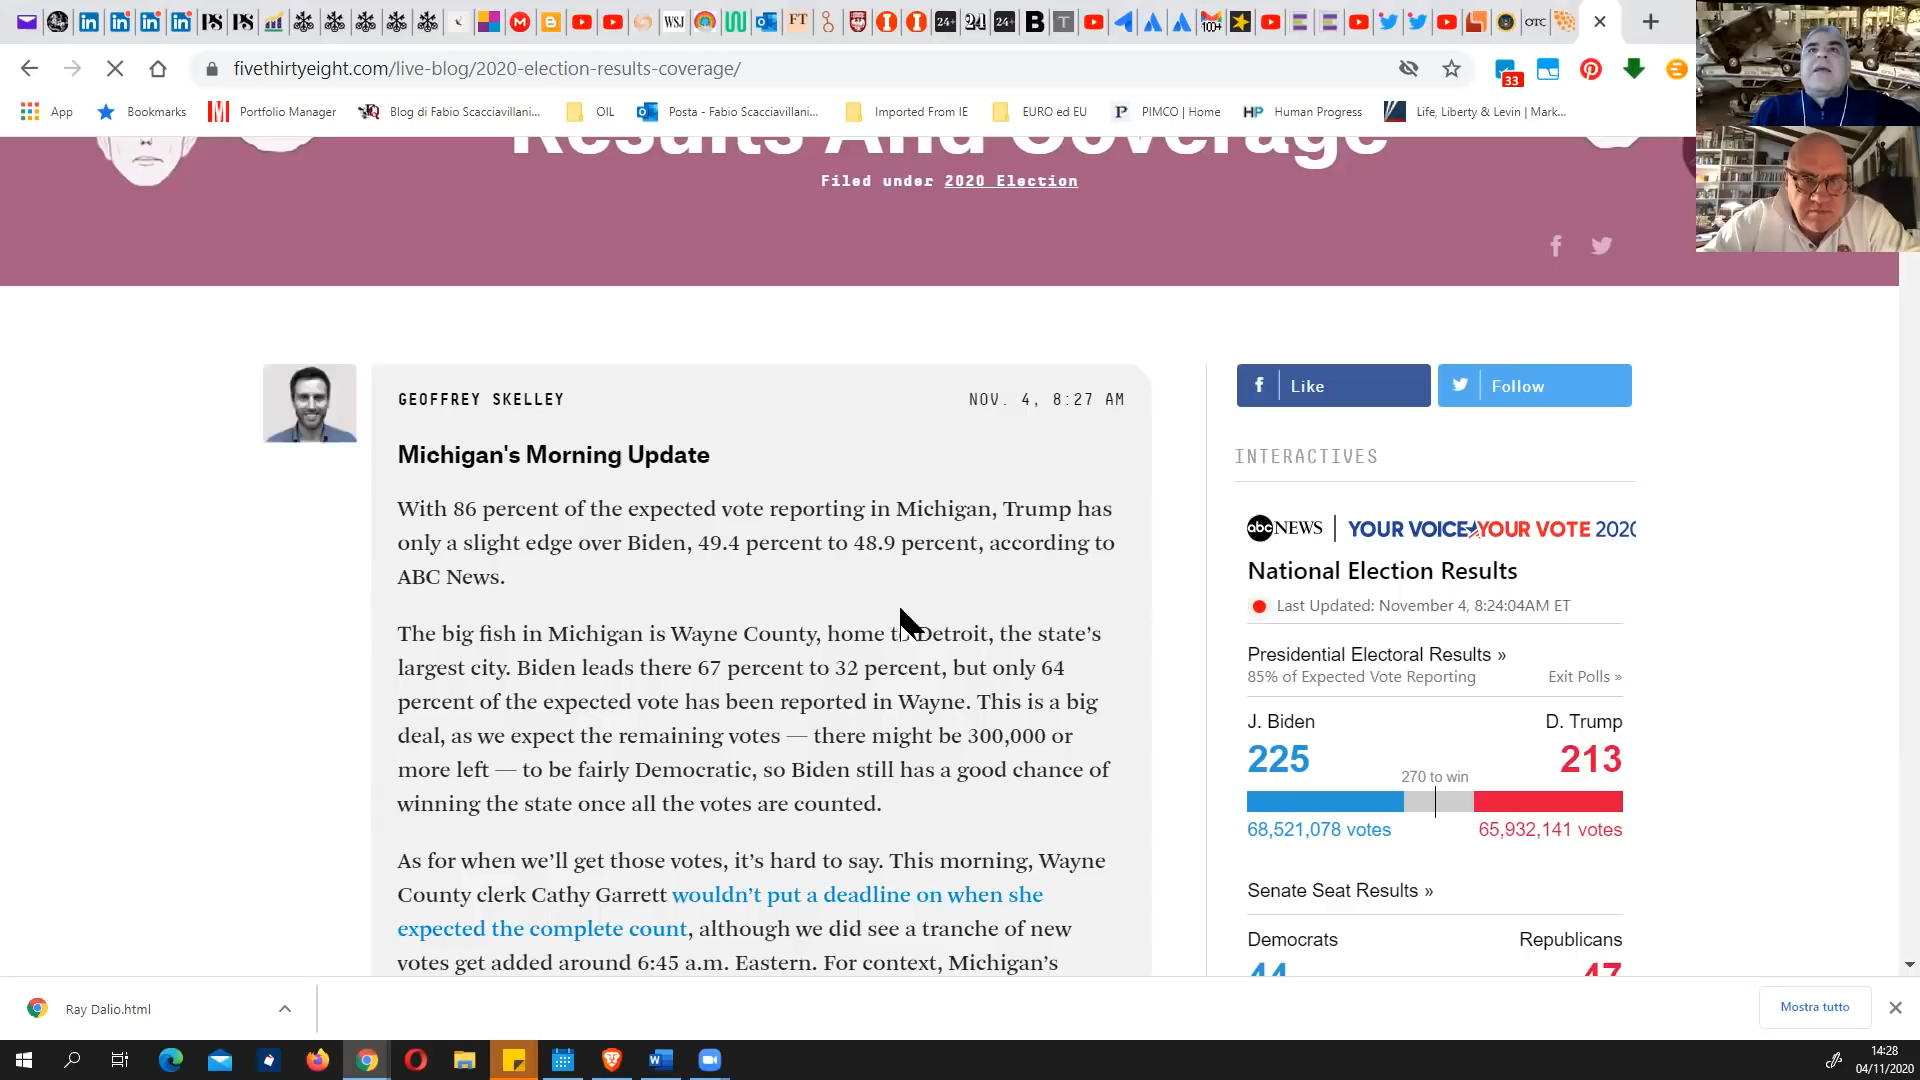 fivethirtyeight.com/live-blog/2020-election-results-coverage/
33
App
Bookmarks
Portfolio Manager
Blog di Fabio Scacciavillani...
OIL
Posta - Fabio Scacciavillani...
Imported From IE
EURO ed EU
PIMCO | Home
Human Progress
Life, Liberty & Levin | Mark...
Results And Coverage
Filed under 2020 Election
GEOFFREY SKELLEY
NOV. 4, 8:27 AM
Michigan's Morning Update
With 86 percent of the expected vote reporting in Michigan, Trump has
only a slight edge over Biden, 49.4 percent to 48.9 percent, according to
ABC News.
The big fish in Michigan is Wayne County, home to Detroit, the state’s
largest city. Biden leads there 67 percent to 32 percent, but only 64
percent of the expected vote has been reported in Wayne. This is a big
deal, as we expect the remaining votes — there might be 300,000 or
more left — to be fairly Democratic, so Biden still has a good chance of
winning the state once all the votes are counted.
As for when we’ll get those votes, it’s hard to say. This morning, Wayne
County clerk Cathy Garrett wouldn’t put a deadline on when she
expected the complete count, although we did see a tranche of new
votes get added around 6:45 a.m. Eastern. For context, Michigan’s
Like
Follow
INTERACTIVES
abc NEWS
YOUR VOICE YOUR VOTE 2020
National Election Results
Last Updated: November 4, 8:24:04AM ET
Presidential Electoral Results »
85% of Expected Vote Reporting
Exit Polls »
J. Biden
D. Trump
225
213
270 to win
68,521,078 votes
65,932,141 votes
Senate Seat Results »
Democrats
Republicans
44
47
Ray Dalio.html
Mostra tutto
14:28
04/11/2020